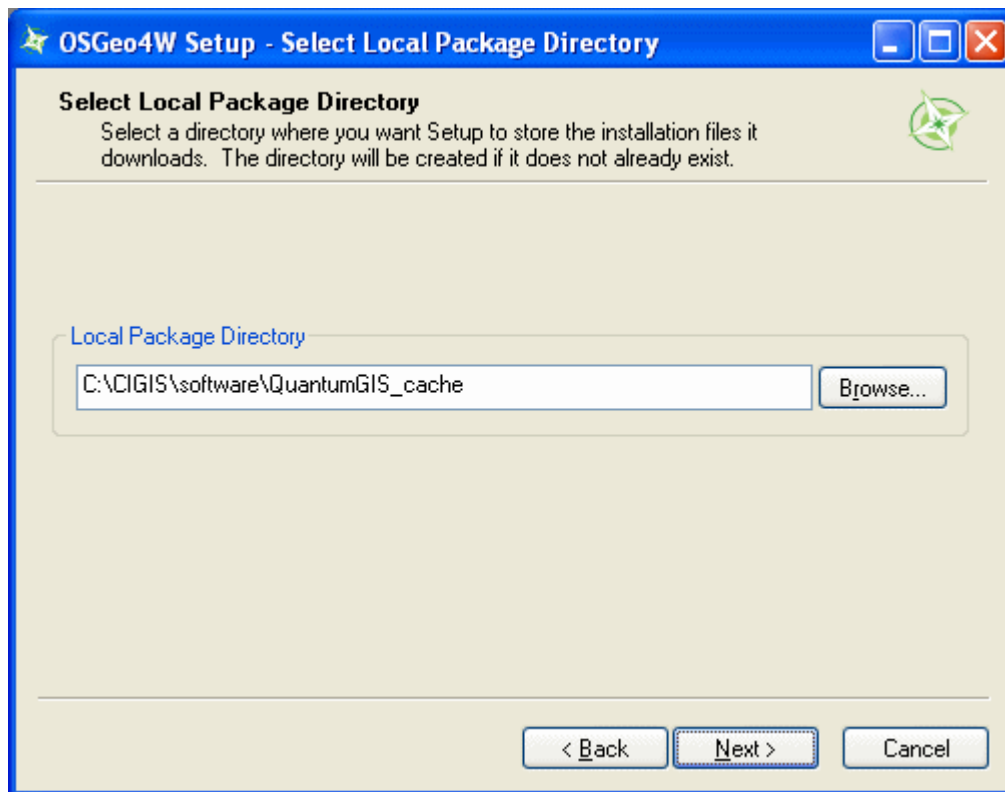 OSGeo4W Setup - Select Local Package Directory
Select Local Package Directory
Select a directory where you want Setup to store the installation files it
downloads. The directory will be created if it does not already exist.
Local Package Directory
C:\CIGIS\software\QuantumGIS_cache
Browse...
< Back
Next >
Cancel